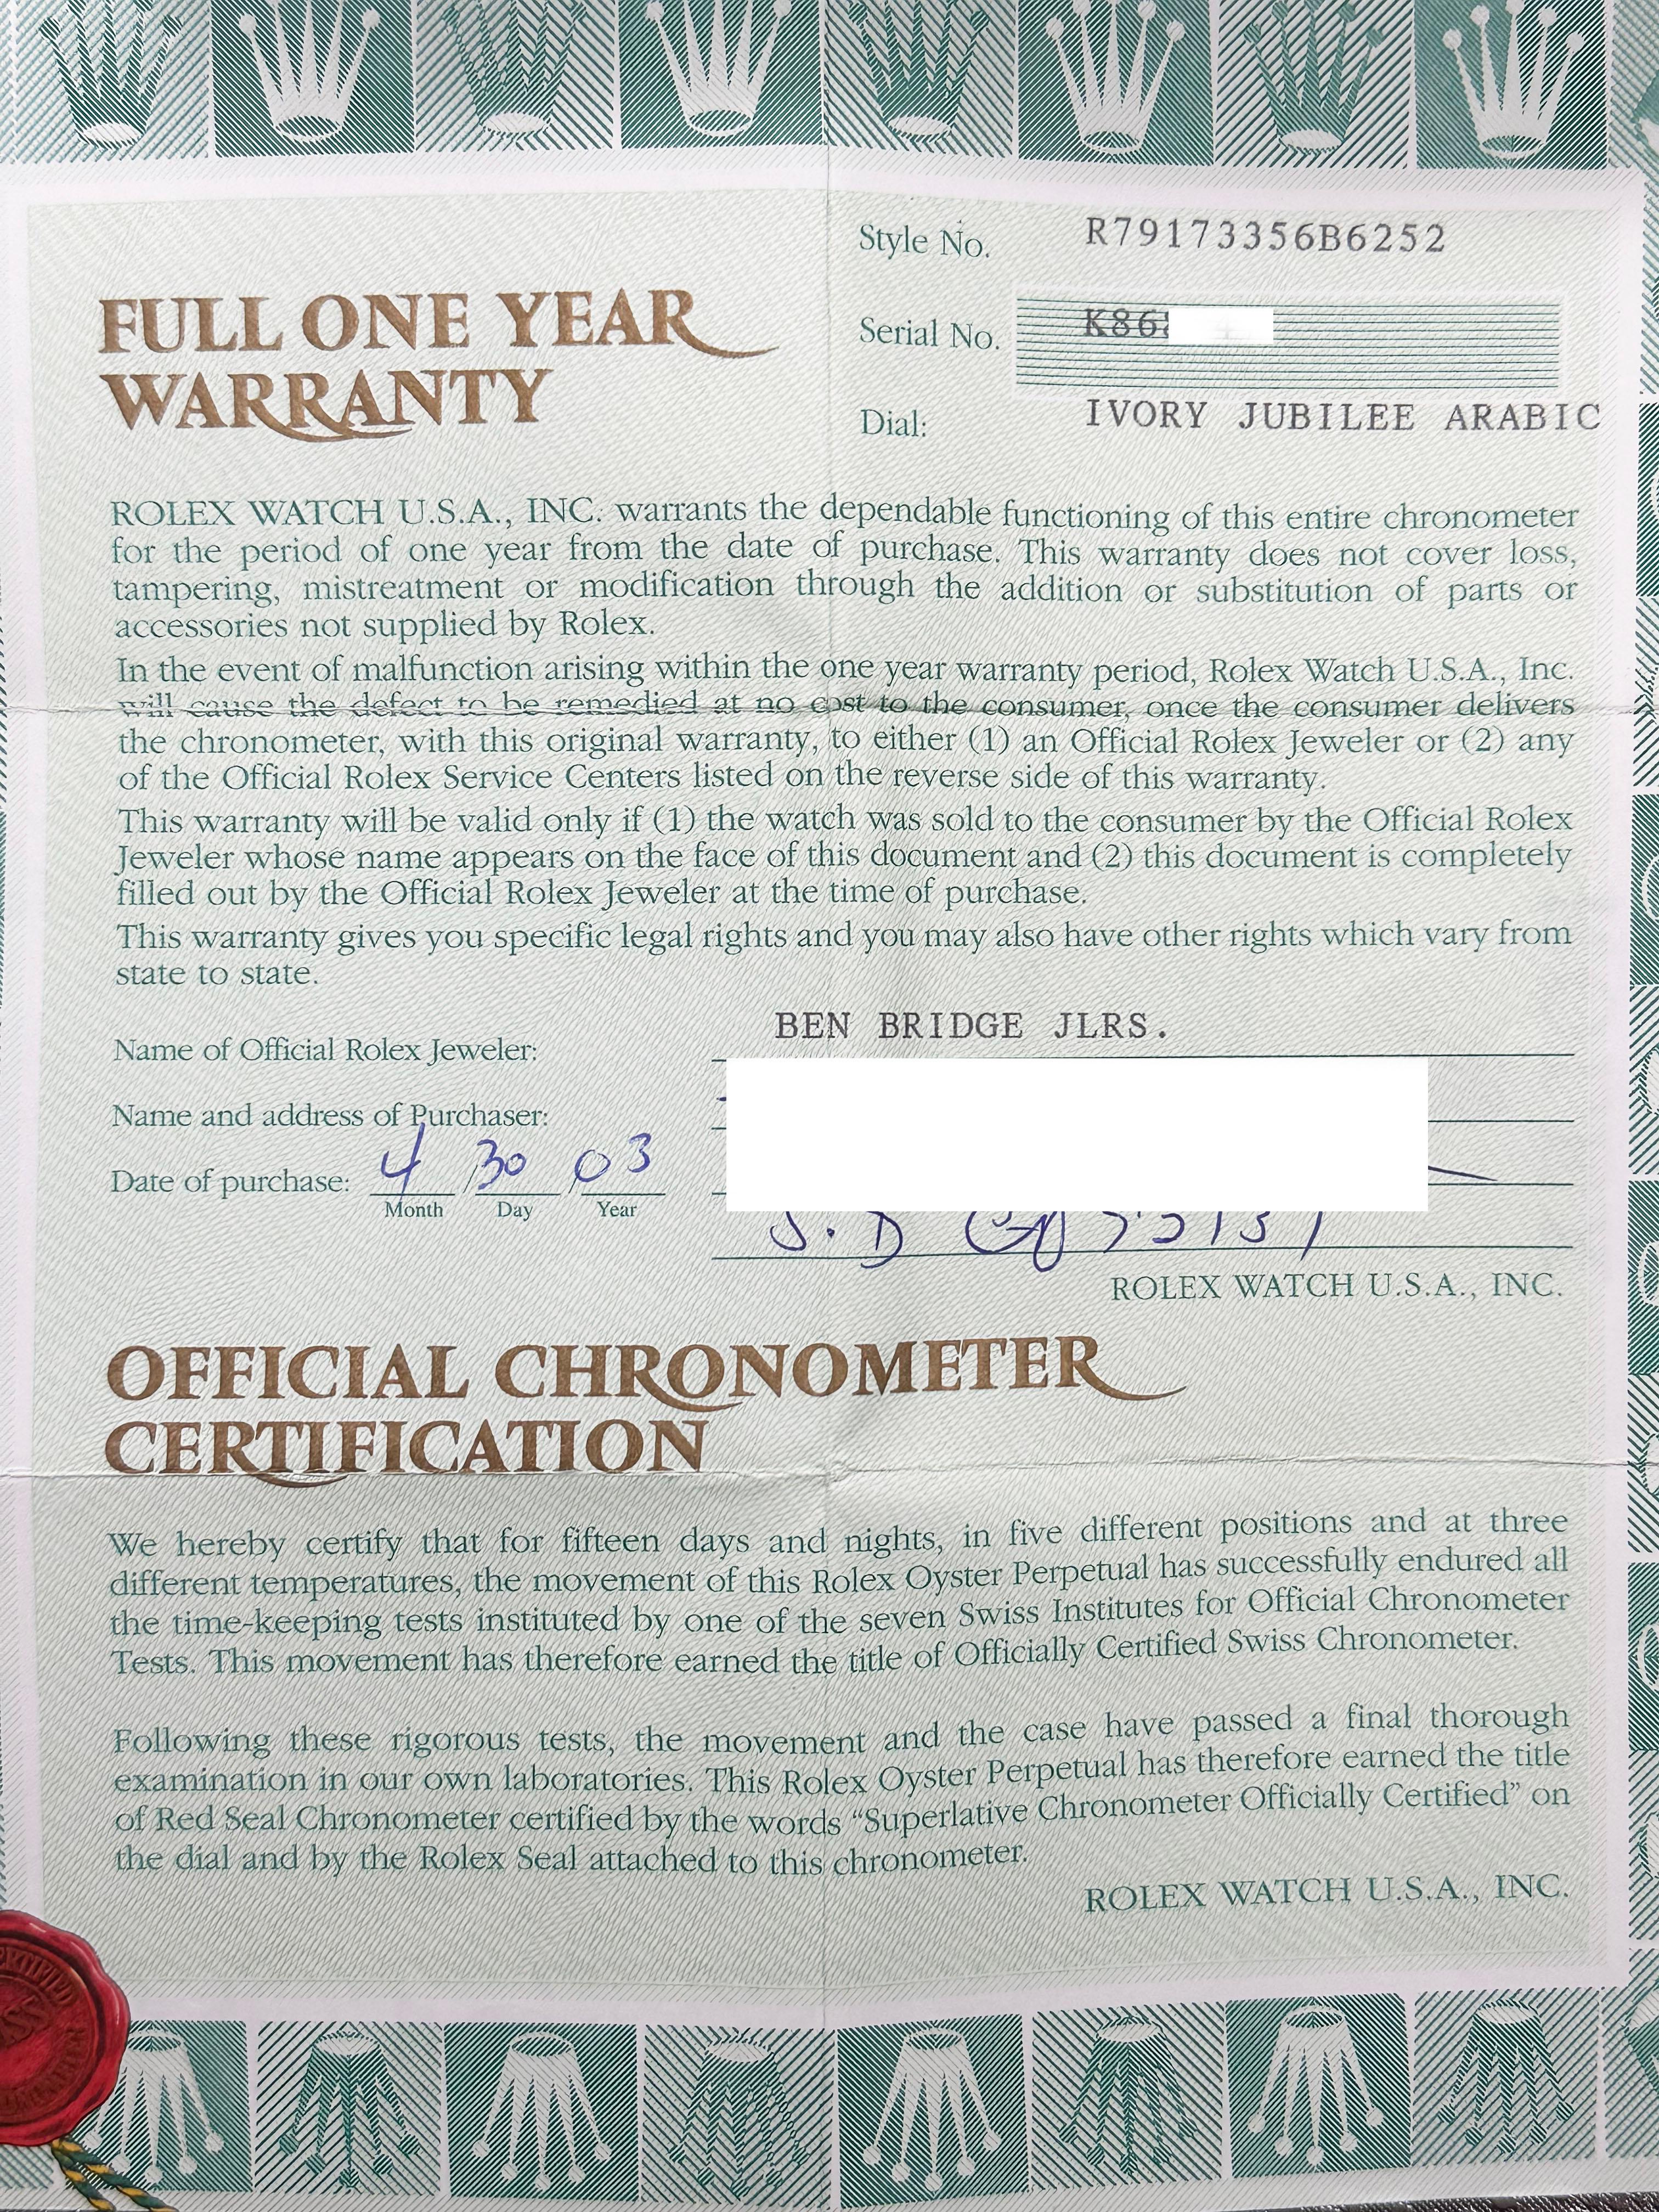 Style No. R79173356B6252
FULL ONE YEAR
WARRANTY
Serial No. K86
Dial: IVORY JUBILEE ARABIC
ROLEX WATCH U.S.A., INC. warrants the dependable functioning of this entire chronometer
for the period of one year from the date of purchase. This warranty does not cover loss,
tampering, mistreatment or modification through the addition or substitution of parts or
accessories not supplied by Rolex.
In the event of malfunction arising within the one year warranty period, Rolex Watch U.S.A., Inc.
will cause the defect to be remedied at no cost to the consumer, once the consumer delivers
the chronometer, with this original warranty, to either (1) an Official Rolex Jeweler or (2) any
of the Official Rolex Service Centers listed on the reverse side of this warranty.
This warranty will be valid only if (1) the watch was sold to the consumer by the Official Rolex
Jeweler whose name appears on the face of this document and (2) this document is completely
filled out by the Official Rolex Jeweler at the time of purchase.
This warranty gives you specific legal rights and you may also have other rights which vary from
state to state.
BEN BRIDGE JLRS.
Name of Official Rolex Jeweler:
Name and address of Purchaser:
Date of purchase: 4 / 30 / 03
Month Day Year
S.D
ROLEX WATCH U.S.A., INC.
OFFICIAL CHRONOMETER
CERTIFICATION
We hereby certify that for fifteen days and nights, in five different positions and at three
different temperatures, the movement of this Rolex Oyster Perpetual has successfully endured all
the time-keeping tests instituted by one of the seven Swiss Institutes for Official Chronometer
Tests. This movement has therefore earned the title of Officially Certified Swiss Chronometer.
Following these rigorous tests, the movement and the case have passed a final thorough
examination in our own laboratories. This Rolex Oyster Perpetual has therefore earned the title
of Red Seal Chronometer certified by the words “Superlative Chronometer Officially Certified” on
the dial and by the Rolex Seal attached to this chronometer.
ROLEX WATCH U.S.A., INC.